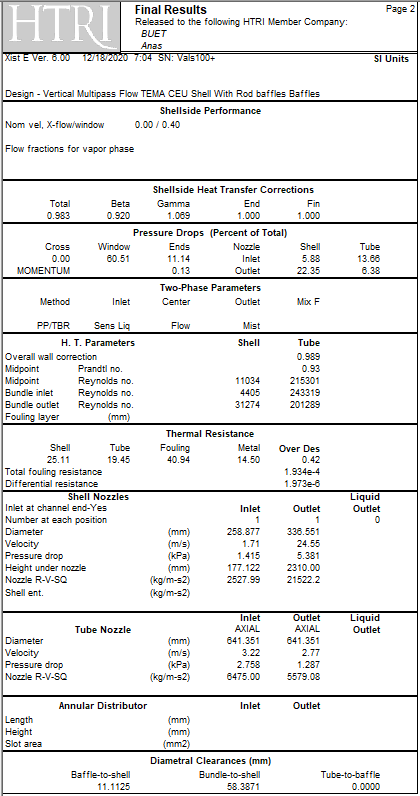 HTRI
Final Results Page 2
Released to the following HTRI Member Company:
BUET
Anas
Xist E Ver. 6.00 12/18/2020 7:04 SN: Vals100+ SI Units
Design - Vertical Multipass Flow TEMA CEU Shell With Rod baffles Baffles
Shellside Performance
Nom vel, X-flow/window 0.00 / 0.40
Flow fractions for vapor phase
Shellside Heat Transfer Corrections
Total Beta Gamma End Fin
0.983 0.920 1.069 1.000 1.000
Pressure Drops (Percent of Total)
Cross Window Ends Nozzle Shell Tube
0.00 60.51 11.14 Inlet 5.88 13.66
MOMENTUM 0.13 Outlet 22.35 6.38
Two-Phase Parameters
Method Inlet Center Outlet Mix F
PP/TBR Sens Liq Flow Mist
H. T. Parameters Shell Tube
Overall wall correction 0.989
Midpoint Prandtl no. 0.93
Midpoint Reynolds no. 11034 215301
Bundle inlet Reynolds no. 4405 243319
Bundle outlet Reynolds no. 31274 201289
Fouling layer (mm)
Thermal Resistance
Shell Tube Fouling Metal Over Des
25.11 19.45 40.94 14.50 0.42
Total fouling resistance 1.934e-4
Differential resistance 1.973e-6
Shell Nozzles Liquid
Inlet at channel end-Yes Inlet Outlet Outlet
Number at each position 1 1 0
Diameter (mm) 258.877 336.551
Velocity (m/s) 1.71 24.55
Pressure drop (kPa) 1.415 5.381
Height under nozzle (mm) 177.122 2310.00
Nozzle R-V-SQ (kg/m-s2) 2527.99 21522.2
Shell ent. (kg/m-s2)
Inlet Outlet Liquid
Tube Nozzle AXIAL AXIAL Outlet
Diameter (mm) 641.351 641.351
Velocity (m/s) 3.22 2.77
Pressure drop (kPa) 2.758 1.287
Nozzle R-V-SQ (kg/m-s2) 6475.00 5579.08
Annular Distributor Inlet Outlet
Length (mm)
Height (mm)
Slot area (mm2)
Diametral Clearances (mm)
Baffle-to-shell Bundle-to-shell Tube-to-baffle
11.1125 58.3871 0.0000